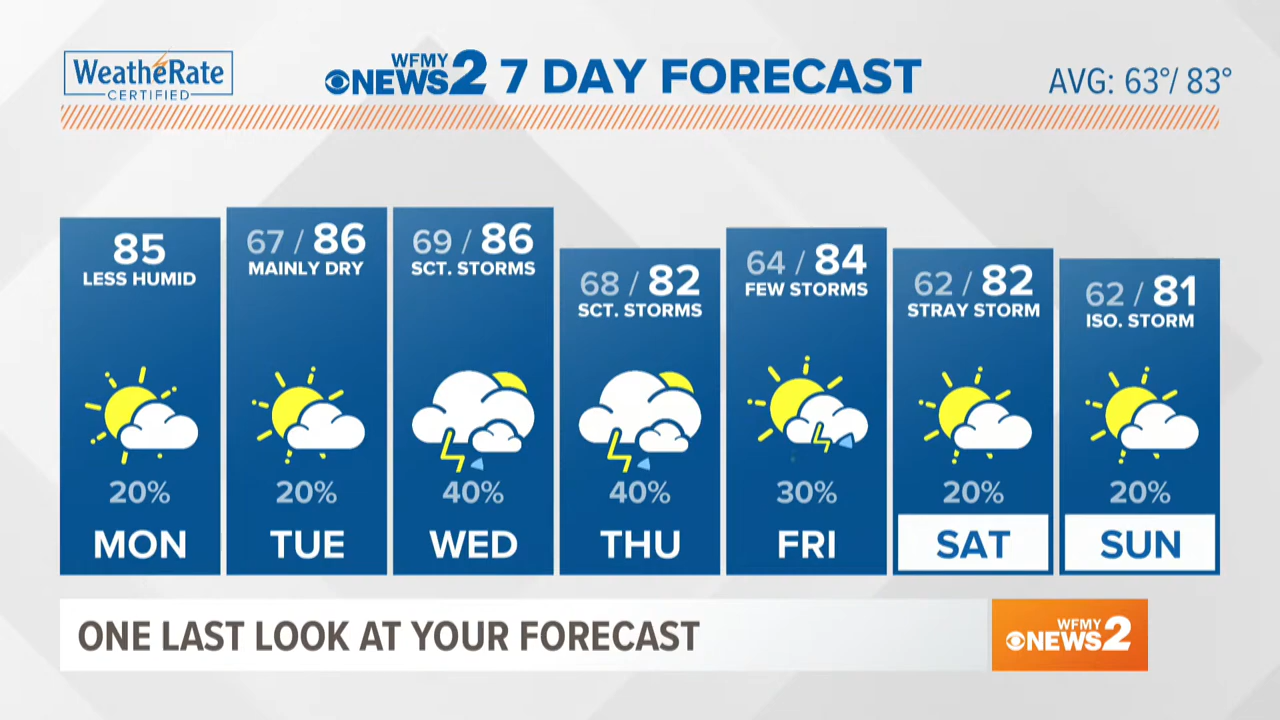 WeatheRate
CERTIFIED
WFMY
NEWS 2 7 DAY FORECAST
AVG: 63°/ 83°
85
LESS HUMID
20%
MON
67 / 86
MAINLY DRY
20%
TUE
69 / 86
SCT. STORMS
40%
WED
68 / 82
SCT. STORMS
40%
THU
64 / 84
FEW STORMS
30%
FRI
62 / 82
STRAY STORM
20%
SAT
62 / 81
ISO. STORM
20%
SUN
ONE LAST LOOK AT YOUR FORECAST
WFMY
NEWS 2